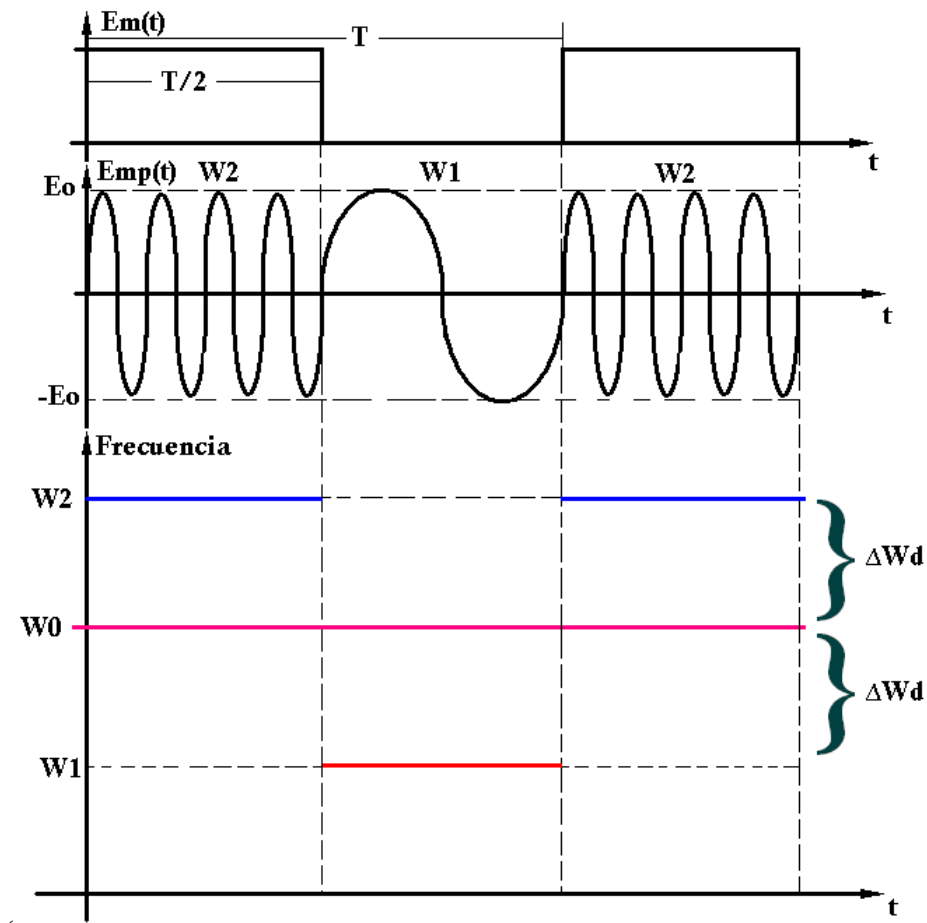 Em(t)
T
T/2
t
Emp(t) W2 W1 W2
Eo
t
-Eo
Frecuencia
W2
ΔWd
W0
ΔWd
W1
t